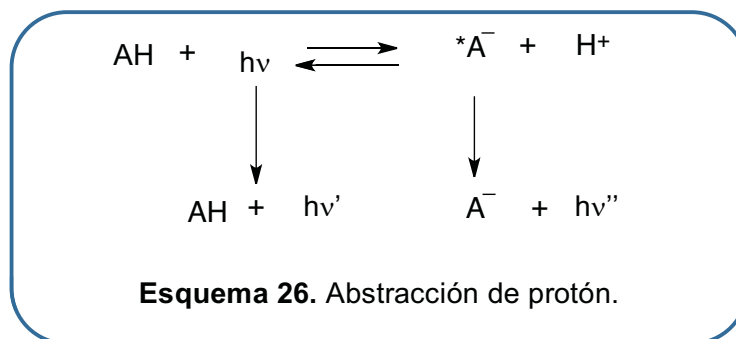 AH + hν *A¯ + H⁺
AH + hν’ A¯ + hν’’
Esquema 26. Abstracción de protón.